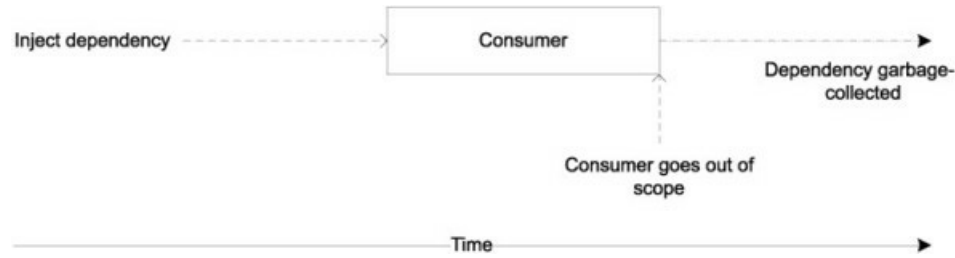 Inject dependency
Consumer
Dependency garbage-
collected
Consumer goes out of
scope
Time